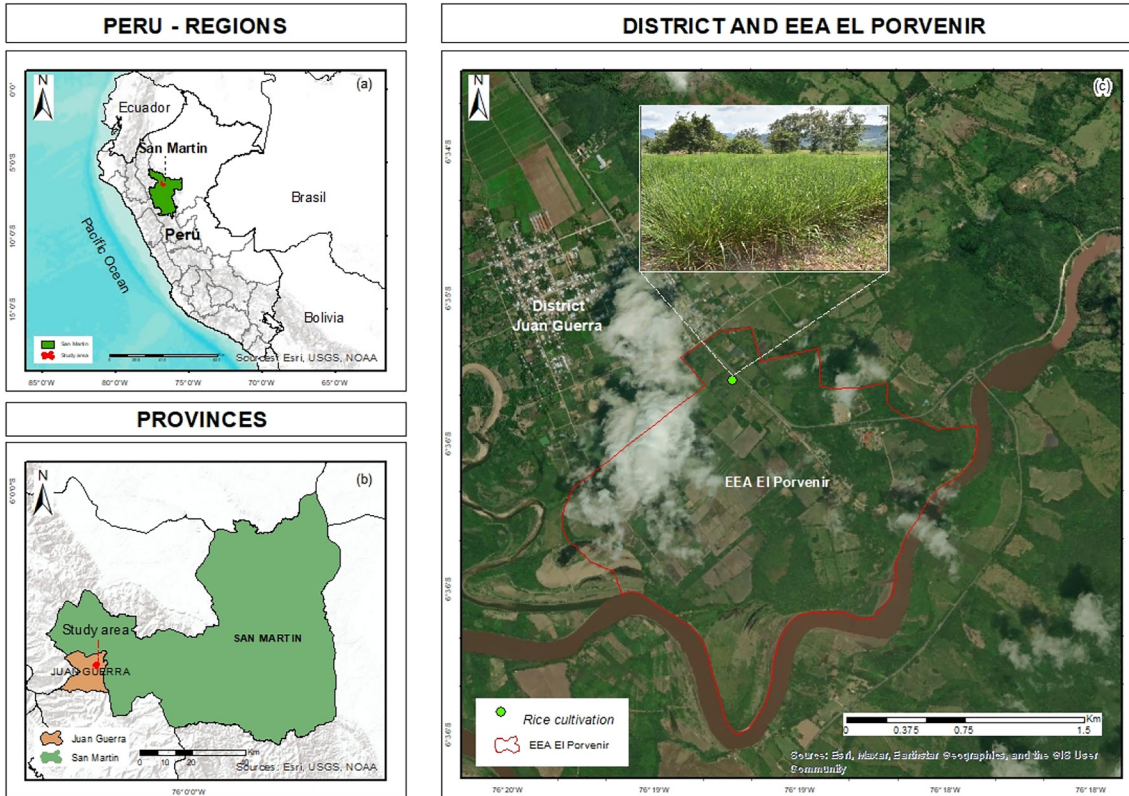 PERU - REGIONS
N
(a)
0°0'
5°0'S
10°0'S
15°0'S
Ecuador
San Martin
Brasil
Perú
Pacific Ocean
Bolivia
San Martin
Study area
Sources: Esri, USGS, NOAA
85°0'W 80°0'W 75°0'W 70°0'W 65°0'W
PROVINCES
N
(b)
6°0'0"S
Study area
SAN MARTIN
JUAN GUERRA
Juan Guerra
San Martin
0 10 20 40
Km
Sources: Esri, USGS, NOAA
76°0'0"W
DISTRICT AND EEA EL PORVENIR
N
(c)
6°34'S
6°35'S
6°36'S
6°36'S
6°36'S
District
Juan Guerra
EEA El Porvenir
Rice cultivation
EEA El Porvenir
Km
0 0.375 0.75 1.5
Source: Esri, Maxar, Earthstar Geographics, and the GIS User
Community
76°20'W 76°19'W 76°19'W 76°18'W 76°18'W